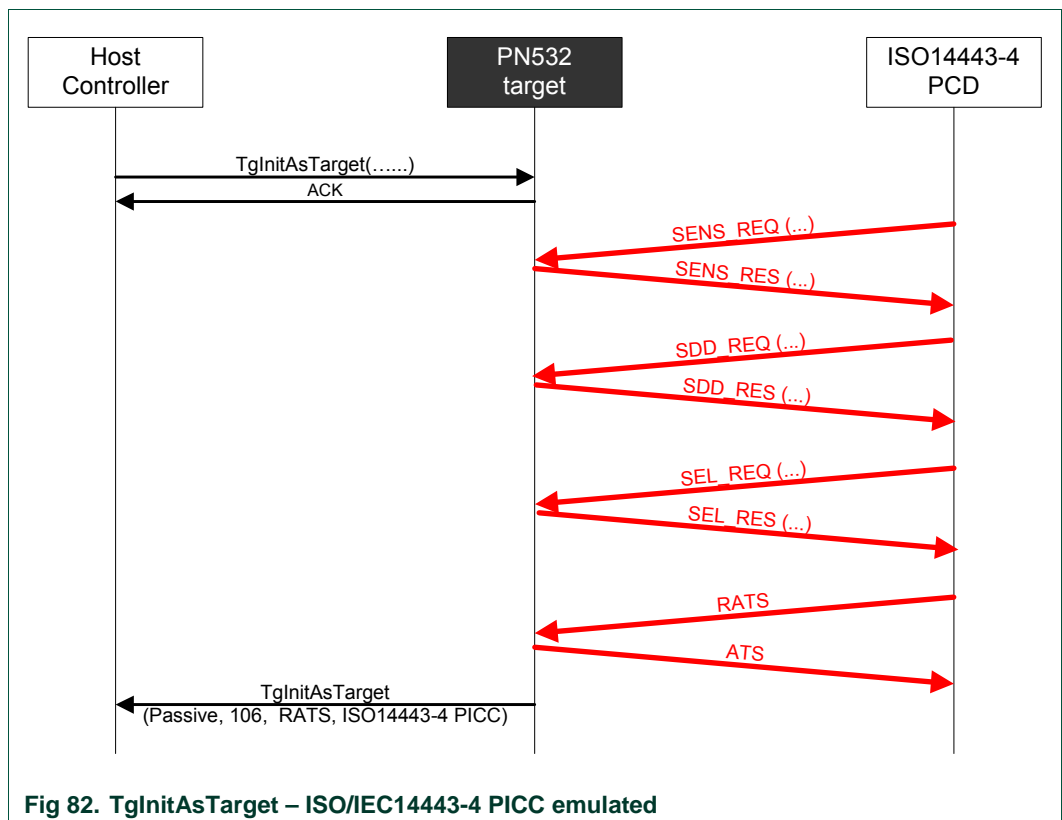 Host
Controller
PN532
target
ISO14443-4
PCD
TgInitAsTarget(…...)
ACK
SENS_REQ (...)
SENS_RES (...)
SDD_REQ (...)
SDD_RES (...)
SEL_REQ (...)
SEL_RES (...)
RATS
ATS
TgInitAsTarget
(Passive, 106, RATS, ISO14443-4 PICC)
Fig 82. TgInitAsTarget – ISO/IEC14443-4 PICC emulated